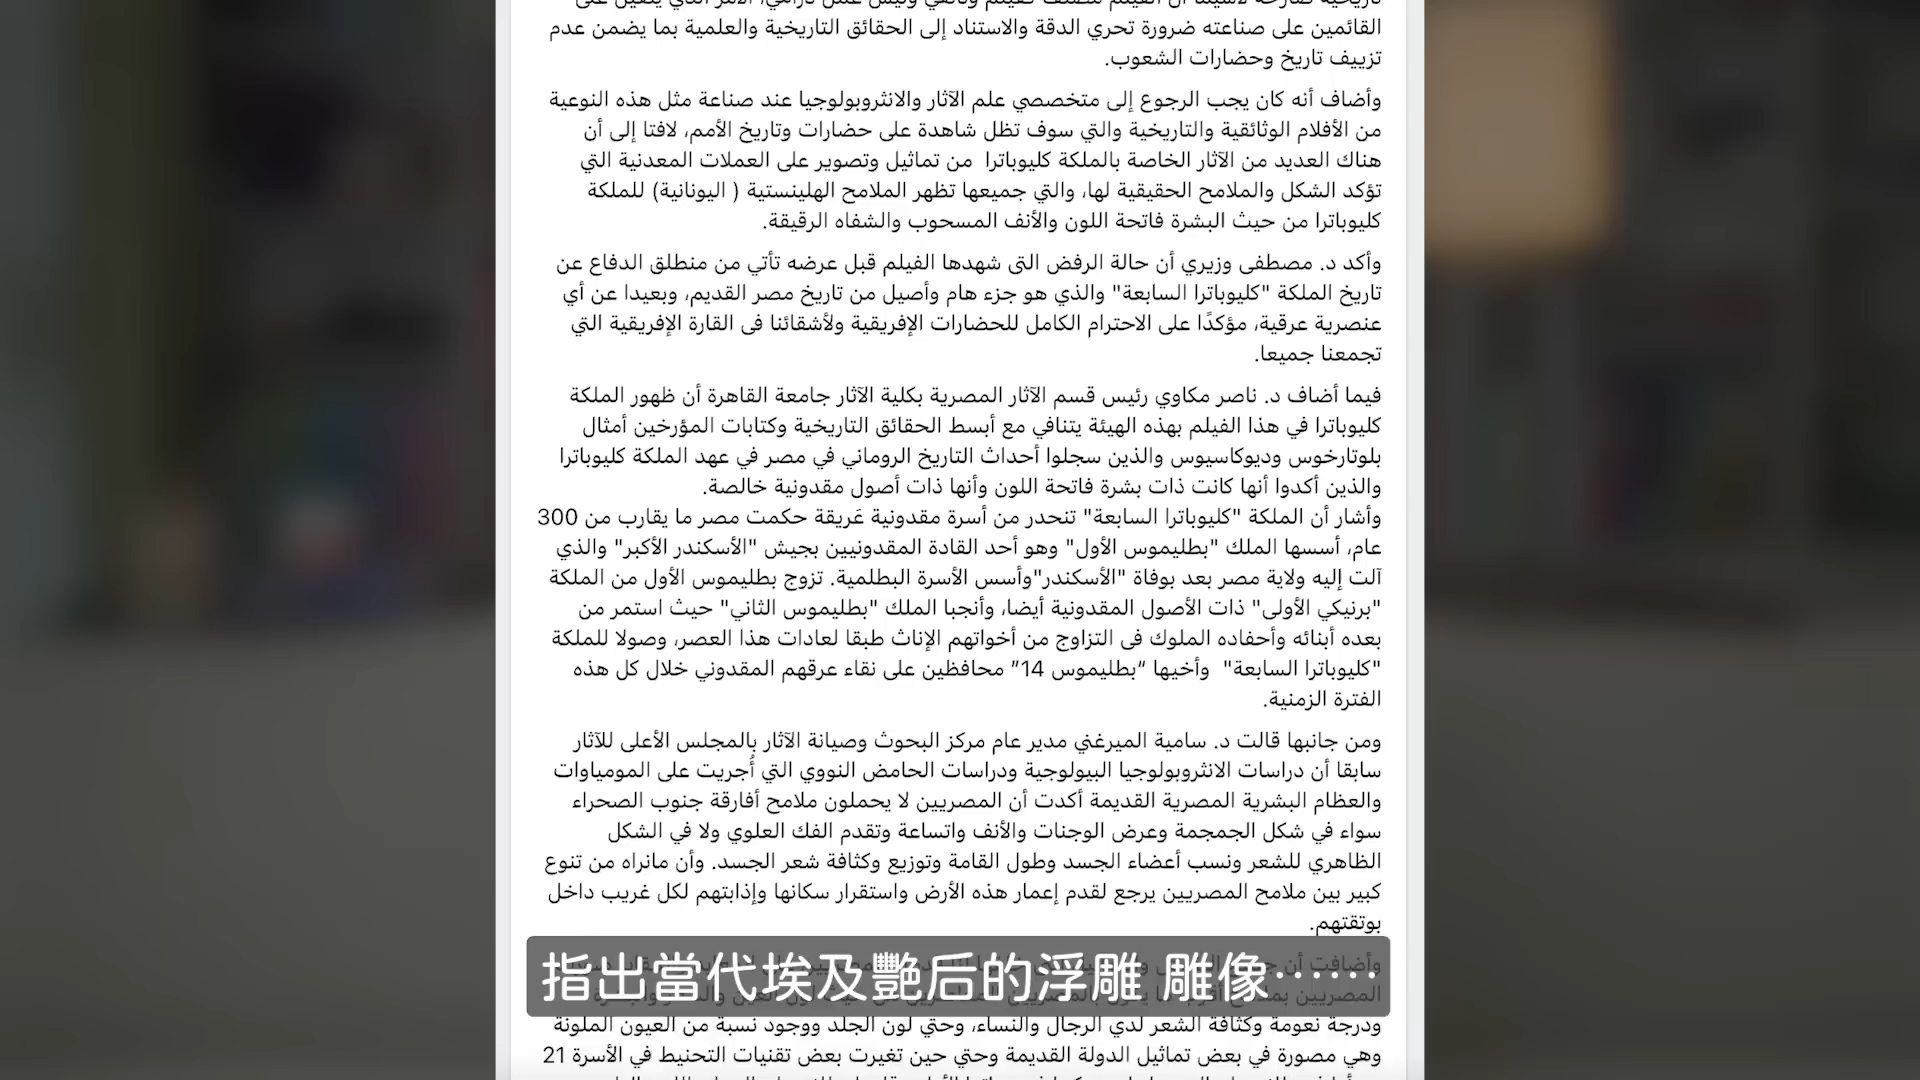 القائمين على صناعته ضرورة تحري الدقة والاستناد إلى الحقائق التاريخية والعلمية بما يضمن عدم
تزييف تاريخ وحضارات الشعوب.
وأضاف أنه كان يجب الرجوع إلى متخصصي علم الآثار والانثروبولوجيا عند صناعة مثل هذه النوعية
من الأفلام الوثائقية والتاريخية والتي سوف تظل شاهدة على حضارات وتاريخ الأمم، لافتا إلى أن
هناك العديد من الآثار الخاصة بالملكة كليوباترا  من تماثيل وتصوير على العملات المعدنية التي
تؤكد الشكل والملامح الحقيقية لها، والتي جميعها تظهر الملامح الهلينستية ( اليونانية) للملكة
كليوباترا من حيث البشرة فاتحة اللون والأنف المسحوب والشفاه الرقيقة.
وأكد د. مصطفى وزيري أن حالة الرفض التى شهدها الفيلم قبل عرضه تأتي من منطلق الدفاع عن
تاريخ الملكة "كليوباترا السابعة" والذي هو جزء هام وأصيل من تاريخ مصر القديم، وبعيدا عن أي
عنصرية عرقية، مؤكدًا على الاحترام الكامل للحضارات الإفريقية ولأشقائنا فى القارة الإفريقية التي
تجمعنا جميعا.
فيما أضاف د. ناصر مكاوي رئيس قسم الآثار المصرية بكلية الآثار جامعة القاهرة أن ظهور الملكة
كليوباترا في هذا الفيلم بهذه الهيئة يتنافي مع أبسط الحقائق التاريخية وكتابات المؤرخين أمثال
بلوتارخوس وديوكاسيوس والذين سجلوا أحداث التاريخ الروماني في مصر في عهد الملكة كليوباترا
والذين أكدوا أنها كانت ذات بشرة فاتحة اللون وأنها ذات أصول مقدونية خالصة.
وأشار أن الملكة "كليوباترا السابعة" تنحدر من أسرة مقدونية عَريقة حكمت مصر ما يقارب من 300
عام، أسسها الملك "بطليموس الأول" وهو أحد القادة المقدونيين بجيش "الأسكندر الأكبر" والذي
آلت إليه ولاية مصر بعد بوفاة "الأسكندر"وأسس الأسرة البطلمية. تزوج بطليموس الأول من الملكة
"برنيكي الأولى" ذات الأصول المقدونية أيضا، وأنجبا الملك "بطليموس الثاني" حيث استمر من
بعده أبنائه وأحفاده الملوك فى التزاوج من أخواتهم الإناث طبقا لعادات هذا العصر، وصولا للملكة
"كليوباترا السابعة"  وأخيها “بطليموس 14” محافظين على نقاء عرقهم المقدوني خلال كل هذه
الفترة الزمنية.
ومن جانبها قالت د. سامية الميرغني مدير عام مركز البحوث وصيانة الآثار بالمجلس الأعلى للآثار
سابقا أن دراسات الانثروبولوجيا البيولوجية ودراسات الحامض النووي التي أُجريت على المومياوات
والعظام البشرية المصرية القديمة أكدت أن المصريين لا يحملون ملامح أفارقة جنوب الصحراء
سواء في شكل الجمجمة وعرض الوجنات والأنف واتساعة وتقدم الفك العلوي ولا في الشكل
الظاهري للشعر ونسب أعضاء الجسد وطول القامة وتوزيع وكثافة شعر الجسد. وأن مانراه من تنوع
كبير بين ملامح المصريين يرجع لقدم إعمار هذه الأرض واستقرار سكانها وإذابتهم لكل غريب داخل
بوتقتهم.
指出當代埃及艷后的浮雕 雕像⋯⋯
ودرجة نعومة وكثافة الشعر لدي الرجال والنساء، وحتي لون الجلد ووجود نسبة من العيون الملونة
وهي مصورة في بعض تماثيل الدولة القديمة وحتي حين تغيرت بعض تقنيات التحنيط في الأسرة 21